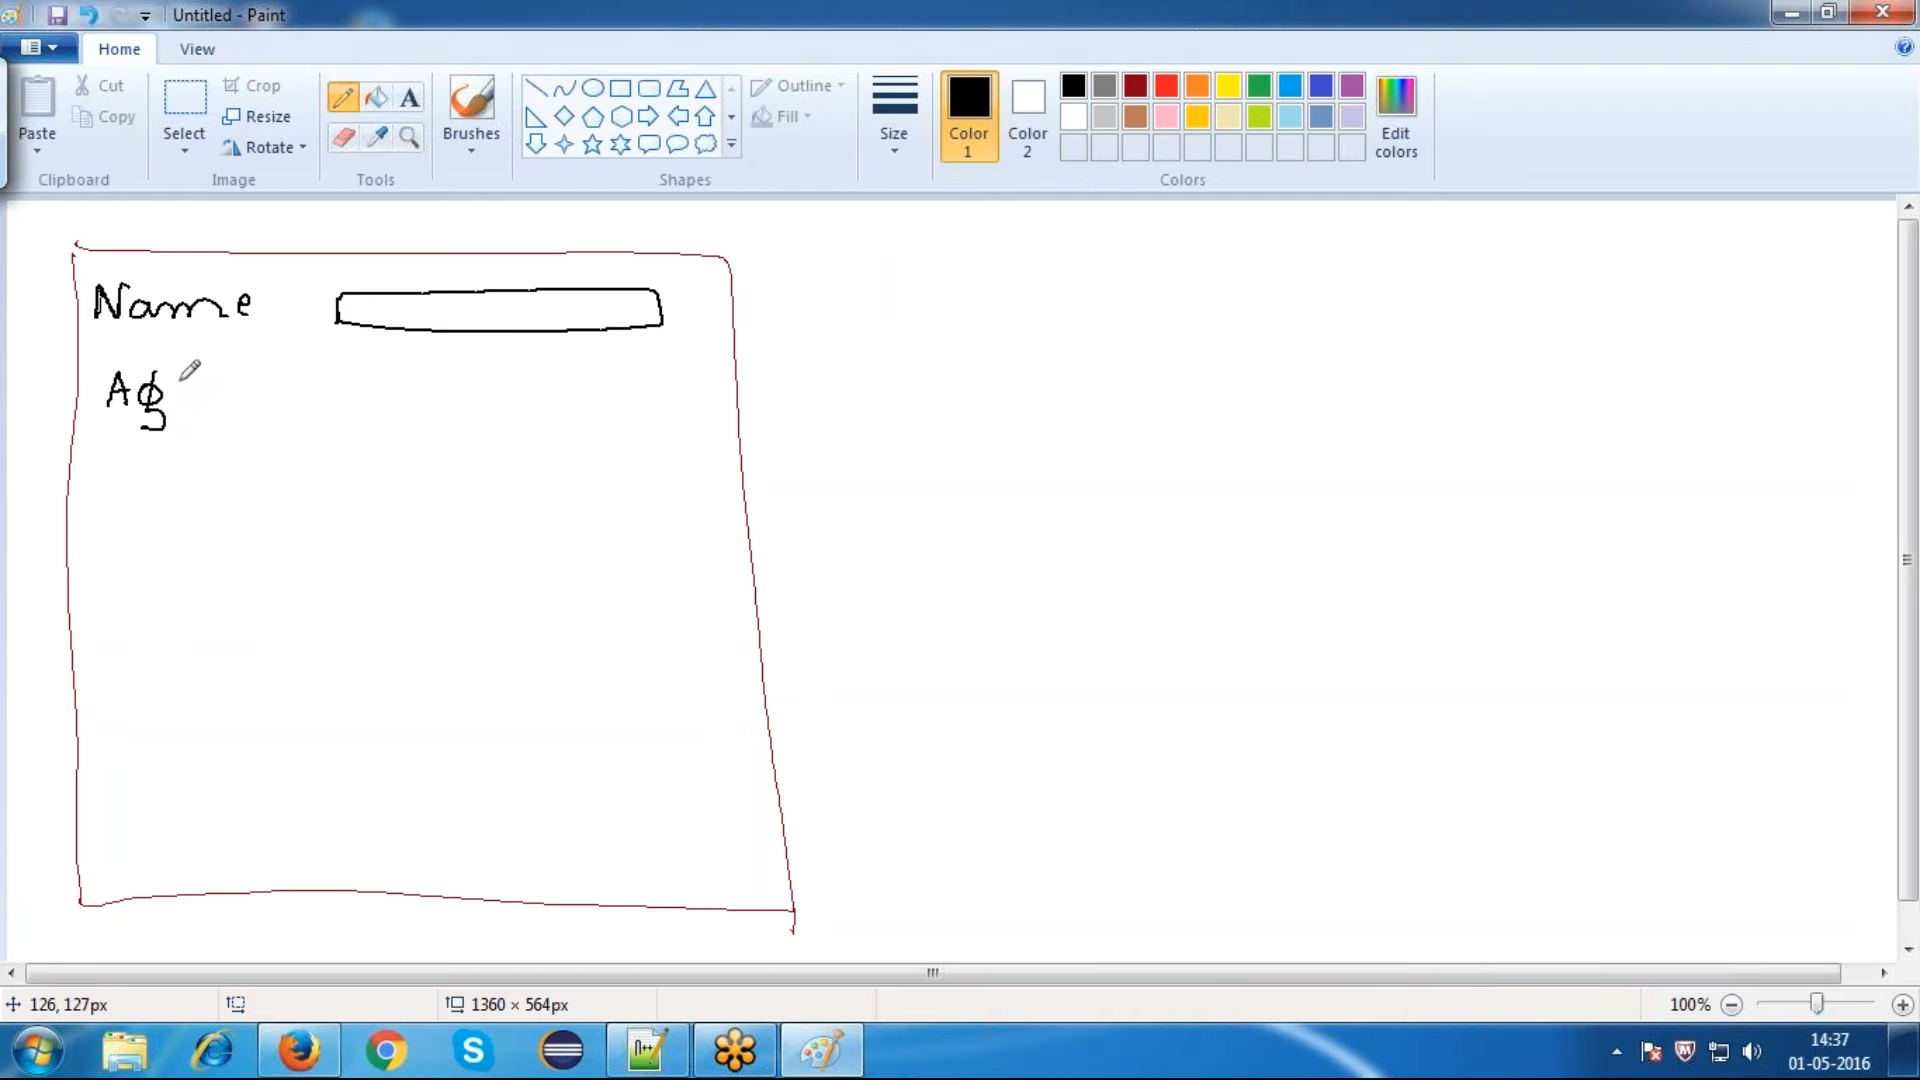 Untitled - Paint
Home View
Paste
Cut
Copy
Clipboard
Select
Crop
Resize
Rotate
Image
A
Tools
Brushes
Shapes
Outline
Fill
Size
Color 1
Color 2
Edit colors
Colors
Name
Ag
126, 127px
1360 × 564px
100%
14:37
01-05-2016